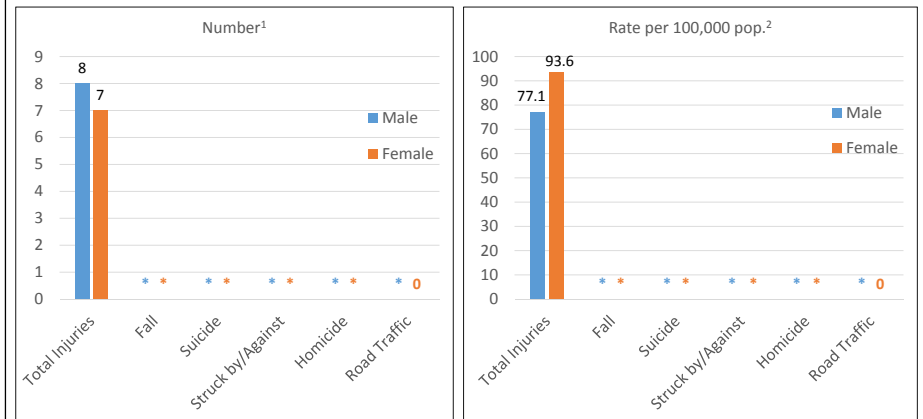 Number¹
9
8
7
6
5
4
3
2
1
0
8
7
Male
Female
* * * * * * * * * 0
Total Injuries
Fall
Suicide
Struck by/Against
Homicide
Road Traffic
Rate per 100,000 pop.²
100
90
80
70
60
50
40
30
20
10
0
77.1
93.6
Male
Female
* * * * * * * * * 0
Total Injuries
Fall
Suicide
Struck by/Against
Homicide
Road Traffic